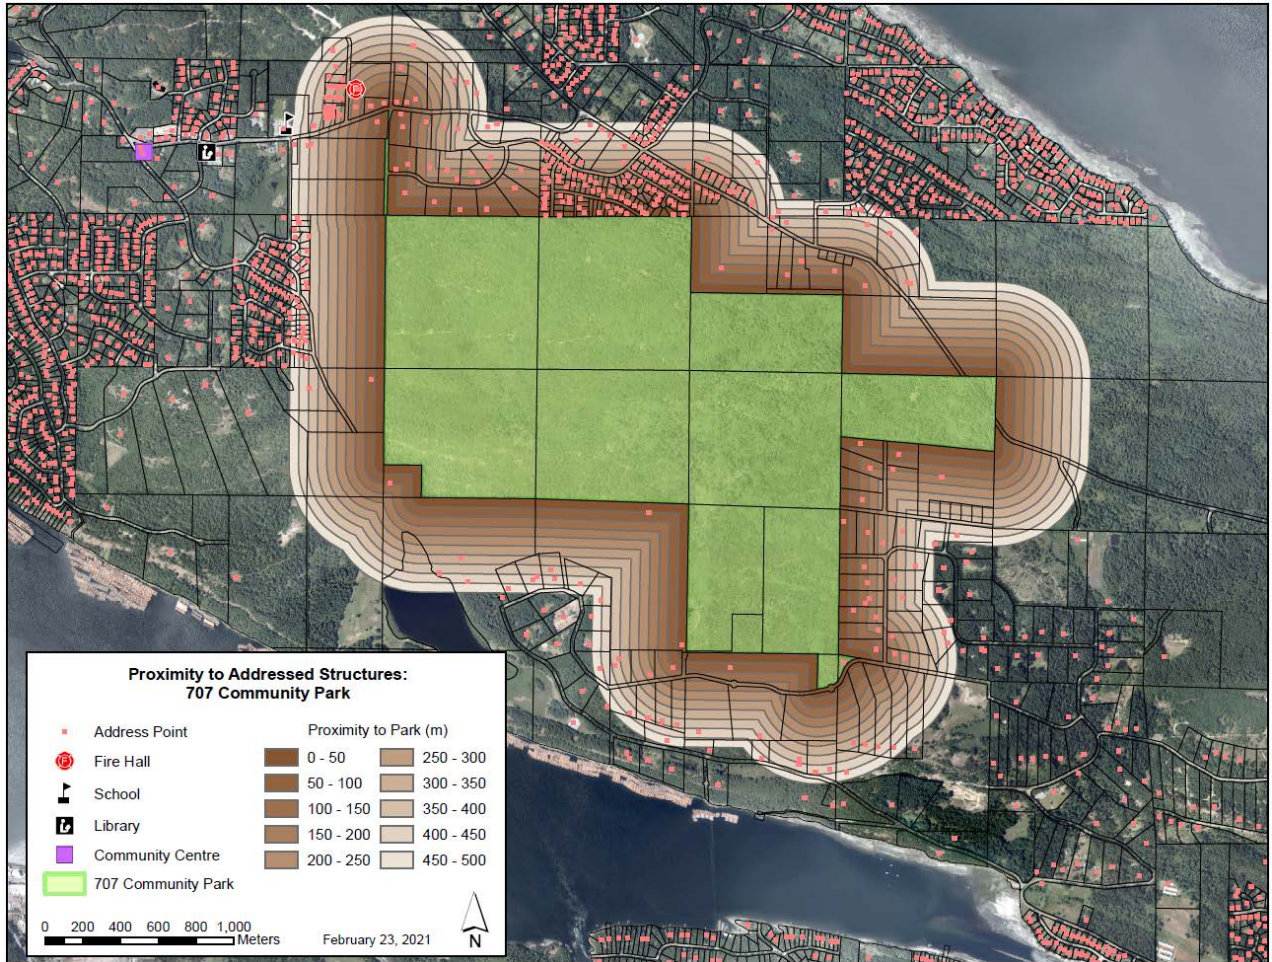 Proximity to Addressed Structures:
707 Community Park
Address Point
Fire Hall
School
Library
Community Centre
707 Community Park
Proximity to Park (m)
0 - 50
50 - 100
100 - 150
150 - 200
200 - 250
250 - 300
300 - 350
350 - 400
400 - 450
450 - 500
0 200 400 600 800 1,000
Meters
February 23, 2021
N
F
F